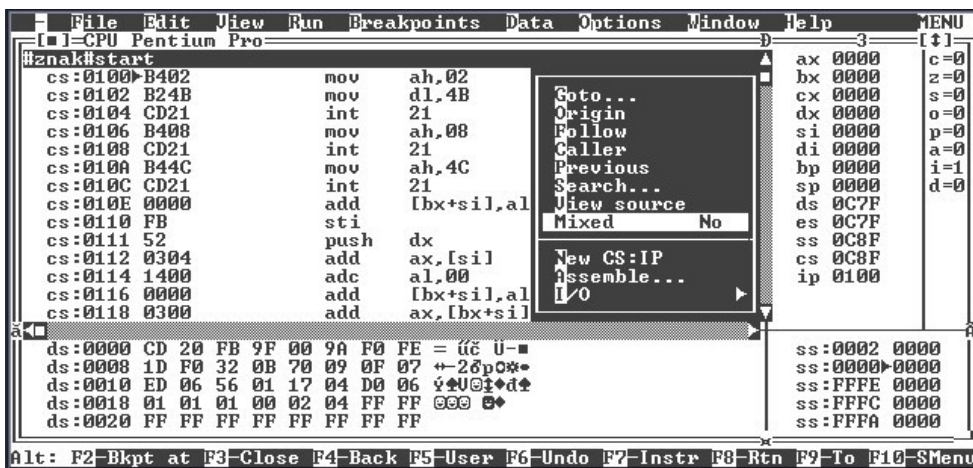 File Edit View Run Breakpoints Data Options Window Help MENU
[■]=CPU Pentium Pro 3 [↕]
#znak#start
cs:0100►B402 mov ah,02
cs:0102 B24B mov dl,4B
cs:0104 CD21 int 21
cs:0106 B408 mov ah,08
cs:0108 CD21 int 21
cs:010A B44C mov ah,4C
cs:010C CD21 int 21
cs:010E 0000 add [bx+si],al
cs:0110 FB sti
cs:0111 52 push dx
cs:0112 0304 add ax,[si]
cs:0114 1400 adc al,00
cs:0116 0000 add [bx+si],al
cs:0118 0300 add ax,[bx+si]
Goto...
Origin
Follow
Caller
Previous
Search...
View source
Mixed No
New CS:IP
Assemble...
I/O ►
ax 0000 c=0
bx 0000 z=0
cx 0000 s=0
dx 0000 o=0
si 0000 p=0
di 0000 a=0
bp 0000 i=1
sp 0000 d=0
ds 0C7F
es 0C7F
ss 0C8F
cs 0C8F
ip 0100
ds:0000 CD 20 FB 9F 00 9A F0 FE
ds:0008 1D F0 32 0B 70 09 0F 07
ds:0010 ED 06 56 01 17 04 D0 06
ds:0018 01 01 01 00 02 04 FF FF
ds:0020 FF FF FF FF FF FF FF FF
ss:0002 0000
ss:0000►0000
ss:FFFE 0000
ss:FFFC 0000
ss:FFFA 0000
Alt: F2-Bkpt at F3-Close F4-Back F5-User F6-Undo F7-Instr F8-Rtn F9-To F10-SMenu